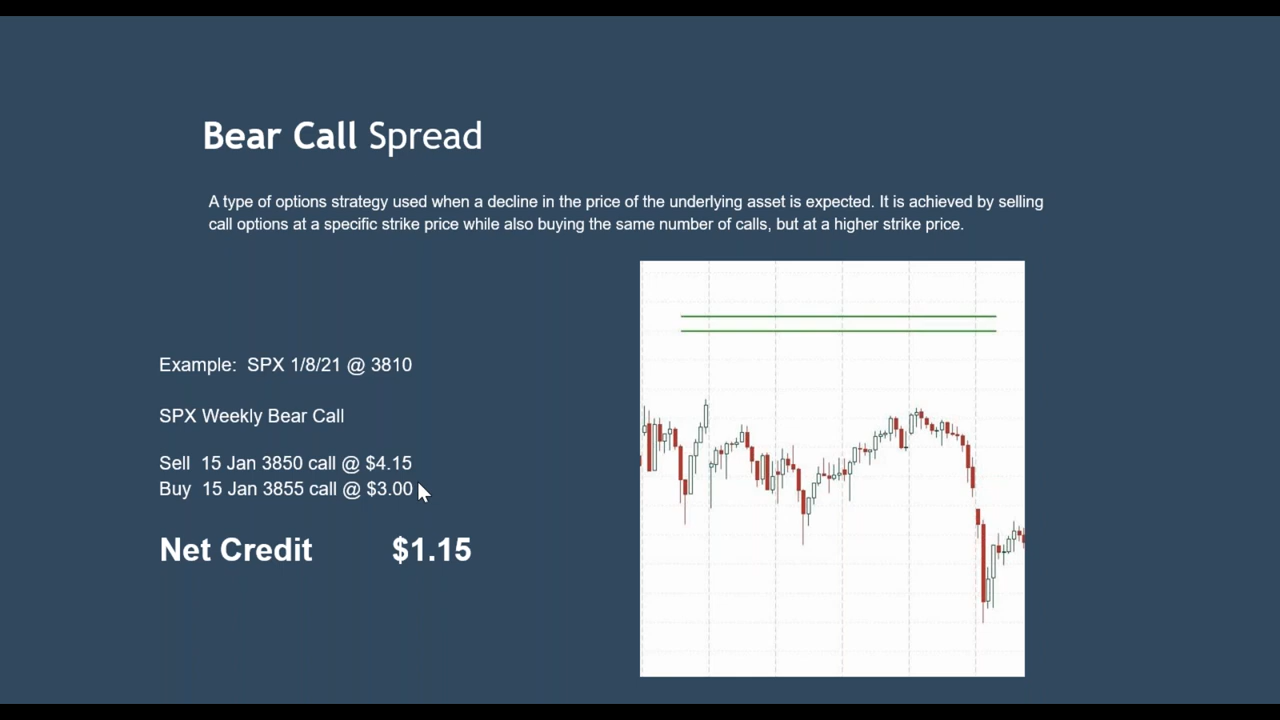 Bear Call Spread
A type of options strategy used when a decline in the price of the underlying asset is expected. It is achieved by selling
call options at a specific strike price while also buying the same number of calls, but at a higher strike price.
Example: SPX 1/8/21 @ 3810
SPX Weekly Bear Call
Sell 15 Jan 3850 call @ $4.15
Buy 15 Jan 3855 call @ $3.00
Net Credit $1.15